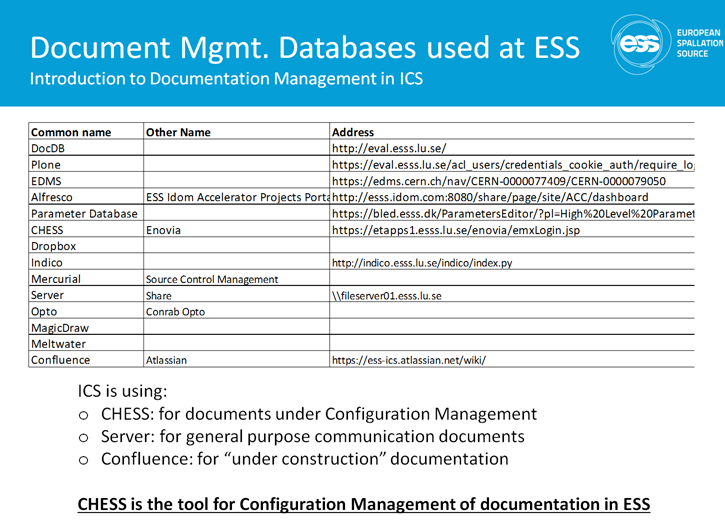 Document Mgmt. Databases used at ESS
Introduction to Documentation Management in ICS
ess
EUROPEAN
SPALLATION
SOURCE
Common name Other Name Address
DocDB http://eval.esss.lu.se/
Plone https://eval.esss.lu.se/acl_users/credentials_cookie_auth/require_lo
EDMS https://edms.cern.ch/nav/CERN-0000077409/CERN-0000079050
Alfresco ESS Idom Accelerator Projects Porta http://esss.idom.com:8080/share/page/site/ACC/dashboard
Parameter Database https://bled.esss.dk/ParametersEditor/?pl=High%20Level%20Paramet
CHESS Enovia https://etapps1.esss.lu.se/enovia/emxLogin.jsp
Dropbox
Indico http://indico.esss.lu.se/indico/index.py
Mercurial Source Control Management
Server Share \\fileserver01.esss.lu.se
Opto Conrab Opto
MagicDraw
Meltwater
Confluence Atlassian https://ess-ics.atlassian.net/wiki/
ICS is using:
o CHESS: for documents under Configuration Management
o Server: for general purpose communication documents
o Confluence: for “under construction” documentation
CHESS is the tool for Configuration Management of documentation in ESS